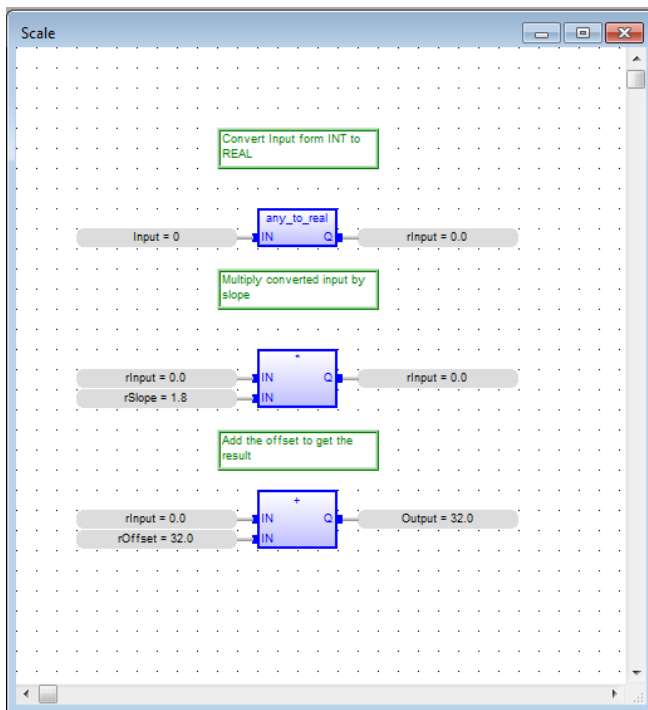 Scale
Convert Input form INT to
REAL
any_to_real
Input = 0 IN Q rInput = 0.0
Multiply converted input by
slope
*
rInput = 0.0 IN Q rInput = 0.0
rSlope = 1.8 IN
Add the offset to get the
result
+
rInput = 0.0 IN Q Output = 32.0
rOffset = 32.0 IN